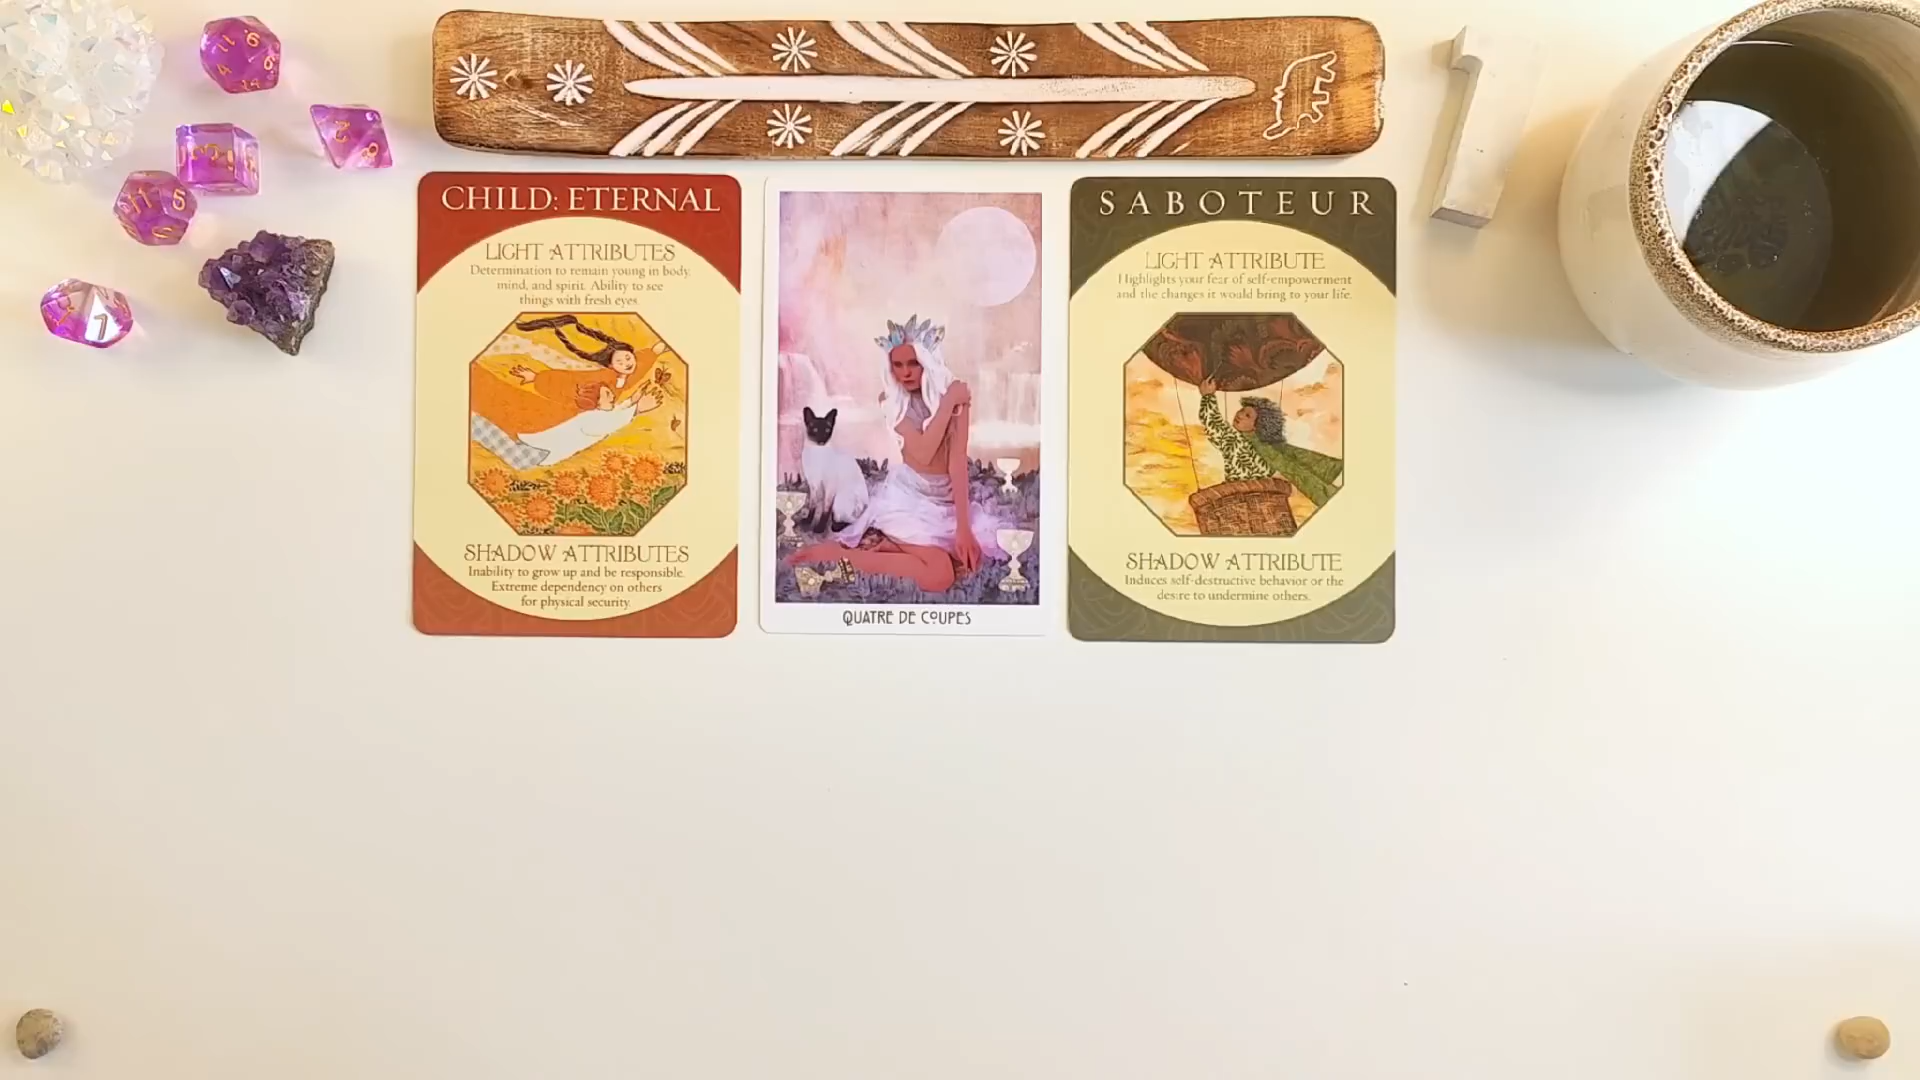 CHILD: ETERNAL
LIGHT ATTRIBUTES
Determination to remain young in body,
mind, and spirit. Ability to see
things with fresh eyes.
SHADOW ATTRIBUTES
Inability to grow up and be responsible.
Extreme dependency on others
for physical security.
QUATRE DE COUPES
SABOTEUR
LIGHT ATTRIBUTE
Highlights your fear of self-empowerment
and the changes it would bring to your life.
SHADOW ATTRIBUTE
Induces self-destructive behavior or the
desire to undermine others.
1